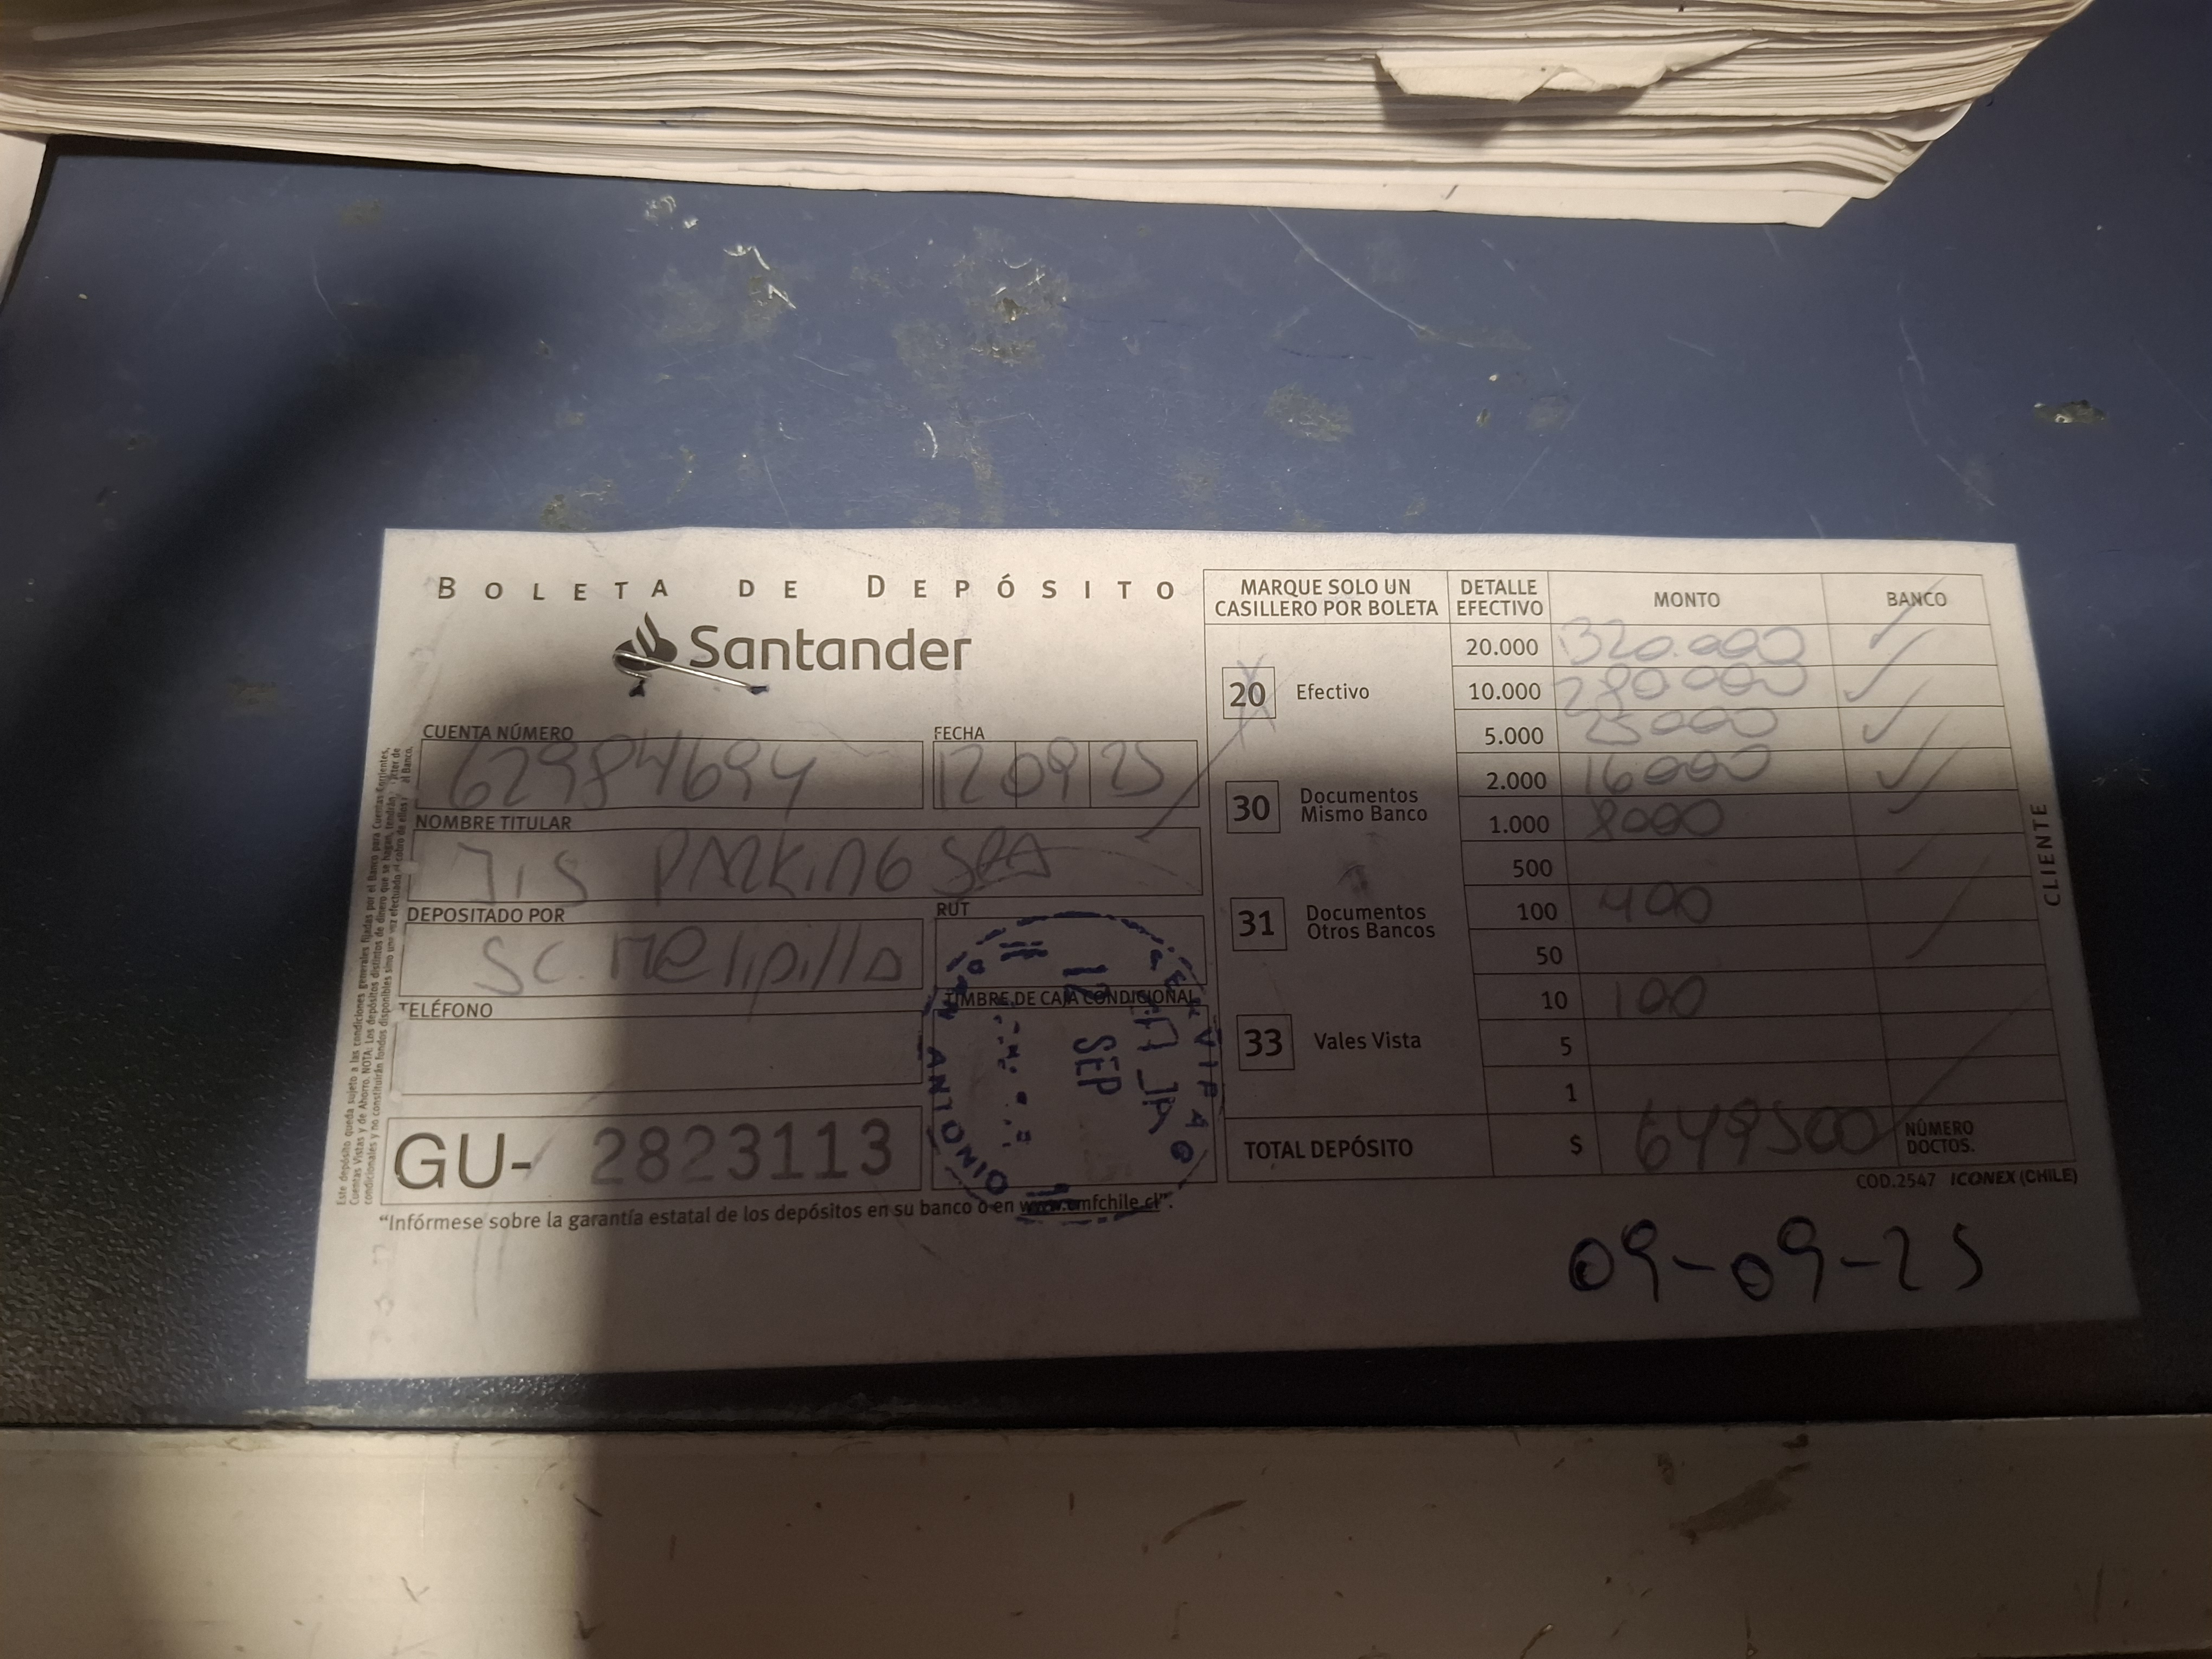 BOLETA DE DEPÓSITO
Santander
CUENTA NÚMERO
62984694
FECHA
12 09 25
NOMBRE TITULAR
JIS PARKING SPA
DEPOSITADO POR
SC. Melipilla
RUT
TIMBRE DE CAJA CONDICIONAL
TELÉFONO
GU- 2823113
"Infórmese sobre la garantía estatal de los depósitos en su banco o en www.cmfchile.cl".
MARQUE SOLO UN CASILLERO POR BOLETA
20 Efectivo
X
30 Documentos Mismo Banco
31 Documentos Otros Bancos
33 Vales Vista
DETALLE EFECTIVO MONTO BANCO
20.000 320.000
10.000 280.000
5.000 25000
2.000 16000
1.000 8000
500
100 400
50
10 100
5
1
TOTAL DEPÓSITO $ 649500 NÚMERO DOCTOS.
COD.2547 ICONEX (CHILE)
CLIENTE
12 SEP
ANTONIO
09-09-25